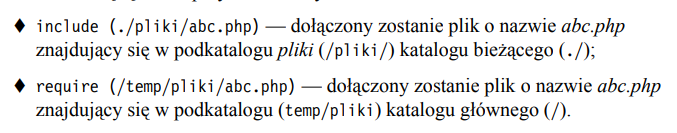 ♦ include (./pliki/abc.php) — dołączony zostanie plik o nazwie abc.php
znajdujący się w podkatalogu pliki (/pliki/) katalogu bieżącego (./);
♦ require (/temp/pliki/abc.php) — dołączony zostanie plik o nazwie abc.php
znajdujący się w podkatalogu (temp/pliki) katalogu głównego (/).